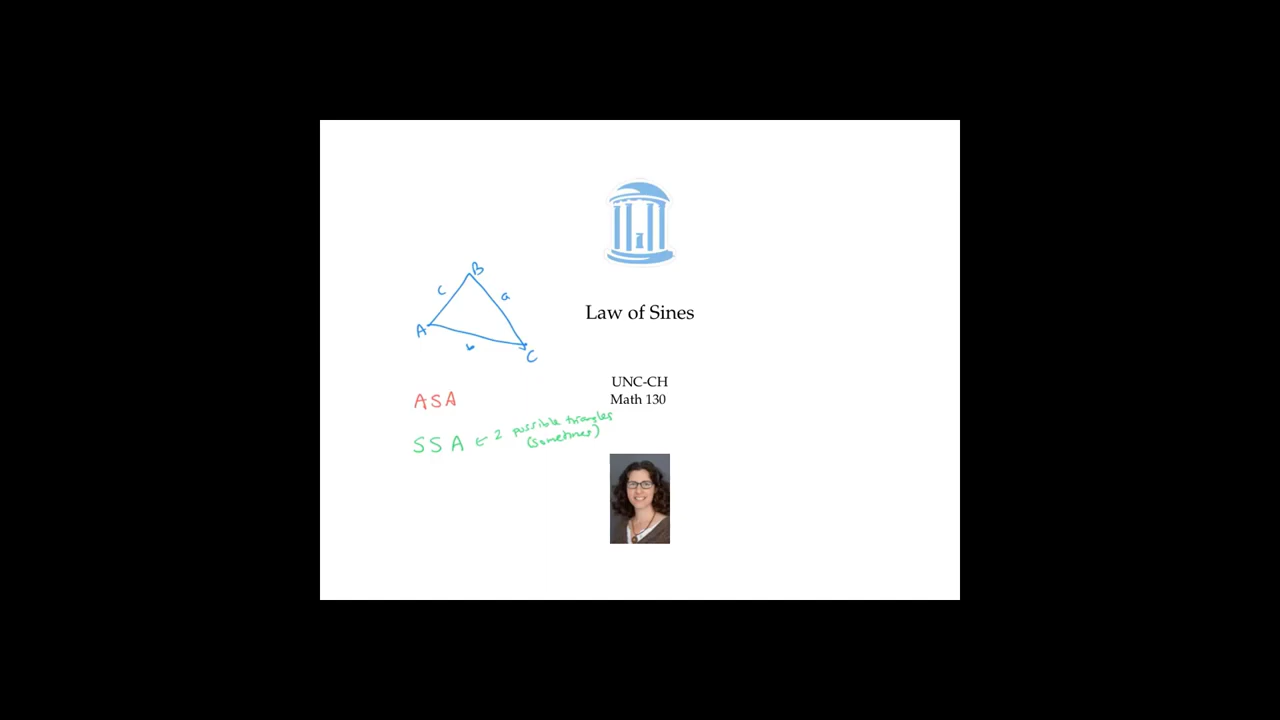 B
c
a
Law of Sines
A
b
C
UNC-CH
Math 130
ASA
SSA ← 2 possible triangles
(sometimes)